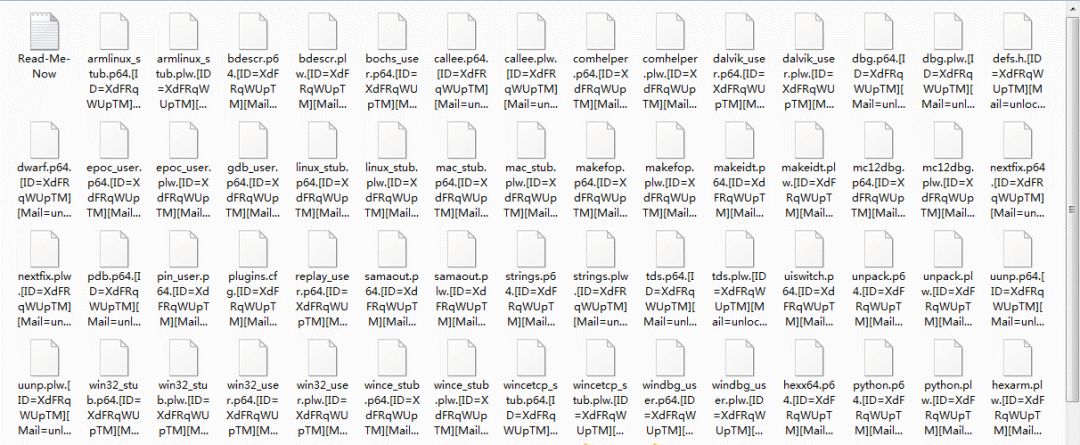 Read-Me-
Now
armlinux_s
tub.p64.[I
D=XdFRq
WUpTM][...
armlinux_s
tub.plw.[ID
=XdFRqW
UpTM][...
bdescr.p6
4.[ID=XdF
RqWUpT
M][Mail...
bdescr.pl
w.[ID=XdF
RqWUpT
M][Mail...
bochs_use
r.p64.[ID=
XdFRqWU
pTM][M...
callee.p64.
[ID=XdFR
qWUpTM]
[Mail=un...
callee.plw.
[ID=XdFR
qWUpTM]
[Mail=un...
comhelper
.p64.[ID=X
dFRqWUp
TM][Mail...
comhelper
.plw.[ID=X
dFRqWUp
TM][Mail...
dalvik_use
r.p64.[ID=
XdFRqWU
pTM][M...
dalvik_use
r.plw.[ID=
XdFRqWU
pTM][M...
dbg.p64.[I
D=XdFRq
WUpTM][
Mail=unl...
dbg.plw.[I
D=XdFRq
WUpTM][
Mail=unl...
defs.h.[ID
=XdFRqW
UpTM][M
ail=unloc...
dwarf.p64.
[ID=XdFR
qWUpTM]
[Mail=un...
epoc_user.
p64.[ID=X
dFRqWUp
TM][Mail...
epoc_user.
plw.[ID=X
dFRqWUp
TM][Mail...
gdb_user.
p64.[ID=X
dFRqWUp
TM][Mail...
linux_stub.
p64.[ID=X
dFRqWUp
TM][Mail...
linux_stub.
plw.[ID=X
dFRqWUp
TM][Mail...
mac_stub.
p64.[ID=X
dFRqWUp
TM][Mail...
mac_stub.
plw.[ID=X
dFRqWUp
TM][Mail...
makefop.
p64.[ID=X
dFRqWUp
TM][Mail...
makefop.
plw.[ID=X
dFRqWUp
TM][Mail...
makeidt.p
64.[ID=Xd
FRqWUpT
M][Mail...
makeidt.pl
w.[ID=XdF
RqWUpT
M][Mail...
mc12dbg.
p64.[ID=X
dFRqWUp
TM][Mail...
mc12dbg.
plw.[ID=X
dFRqWUp
TM][Mail...
nextfix.p64
.[ID=XdFR
qWUpTM]
[Mail=un...
nextfix.plw
.[ID=XdFR
qWUpTM]
[Mail=un...
pdb.p64.[I
D=XdFRq
WUpTM][
Mail=unl...
pin_user.p
64.[ID=Xd
FRqWUpT
M][Mail...
plugins.cf
g.[ID=XdF
RqWUpT
M][Mail...
replay_use
r.p64.[ID=
XdFRqWU
pTM][M...
samaout.p
64.[ID=Xd
FRqWUpT
M][Mail...
samaout.p
lw.[ID=Xd
FRqWUpT
M][Mail...
strings.p6
4.[ID=XdF
RqWUpT
M][Mail...
strings.plw
.[ID=XdFR
qWUpTM]
[Mail=un...
tds.p64.[I
D=XdFRq
WUpTM][
Mail=unl...
tds.plw.[ID
=XdFRqW
UpTM][M
ail=unloc...
uiswitch.p
64.[ID=Xd
FRqWUpT
M][Mail...
unpack.p6
4.[ID=XdF
RqWUpT
M][Mail...
unpack.pl
w.[ID=XdF
RqWUpT
M][Mail...
uunp.p64.[
ID=XdFRq
WUpTM][
Mail=unl...
uunp.plw.[
ID=XdFRq
WUpTM][
Mail=unl...
win32_stu
b.p64.[ID=
XdFRqWU
pTM][M...
win32_stu
b.plw.[ID=
XdFRqWU
pTM][M...
win32_use
r.p64.[ID=
XdFRqWU
pTM][M...
win32_use
r.plw.[ID=
XdFRqWU
pTM][M...
wince_stub
.p64.[ID=X
dFRqWUp
TM][Mail...
wince_stub
.plw.[ID=X
dFRqWUp
TM][Mail...
wincetcp_s
tub.p64.[I
D=XdFRq
WUpTM][...
wincetcp_s
tub.plw.[ID
=XdFRqW
UpTM][...
windbg_us
er.p64.[ID
=XdFRqW
UpTM][...
windbg_us
er.plw.[ID
=XdFRqW
UpTM][...
hexx64.p6
4.[ID=XdF
RqWUpT
M][Mail...
python.p6
4.[ID=XdF
RqWUpT
M][Mail...
python.pl
w.[ID=XdF
RqWUpT
M][Mail...
hexarm.pl
w.[ID=XdF
RqWUpT
M][Mail...